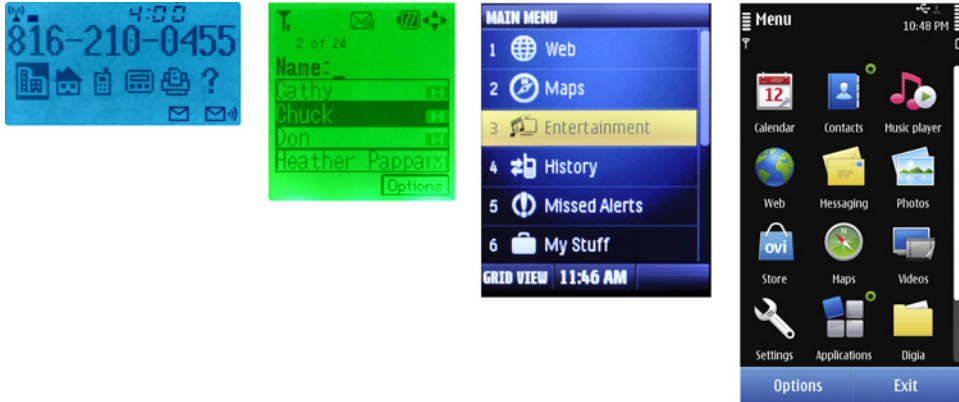 4:00
816-210-0455
?
2 of 24
Name:_
Cathy H
Chuck H
Don H
Heather Pappa M
Options
MAIN MENU
1 Web
2 Maps
3 Entertainment
4 History
5 Missed Alerts
6 My Stuff
GRID VIEW 11:46 AM
Menu
10:48 PM
12
Calendar Contacts Music player
Web Messaging Photos
ovi
N
Store Maps Videos
Settings Applications Digia
Options Exit